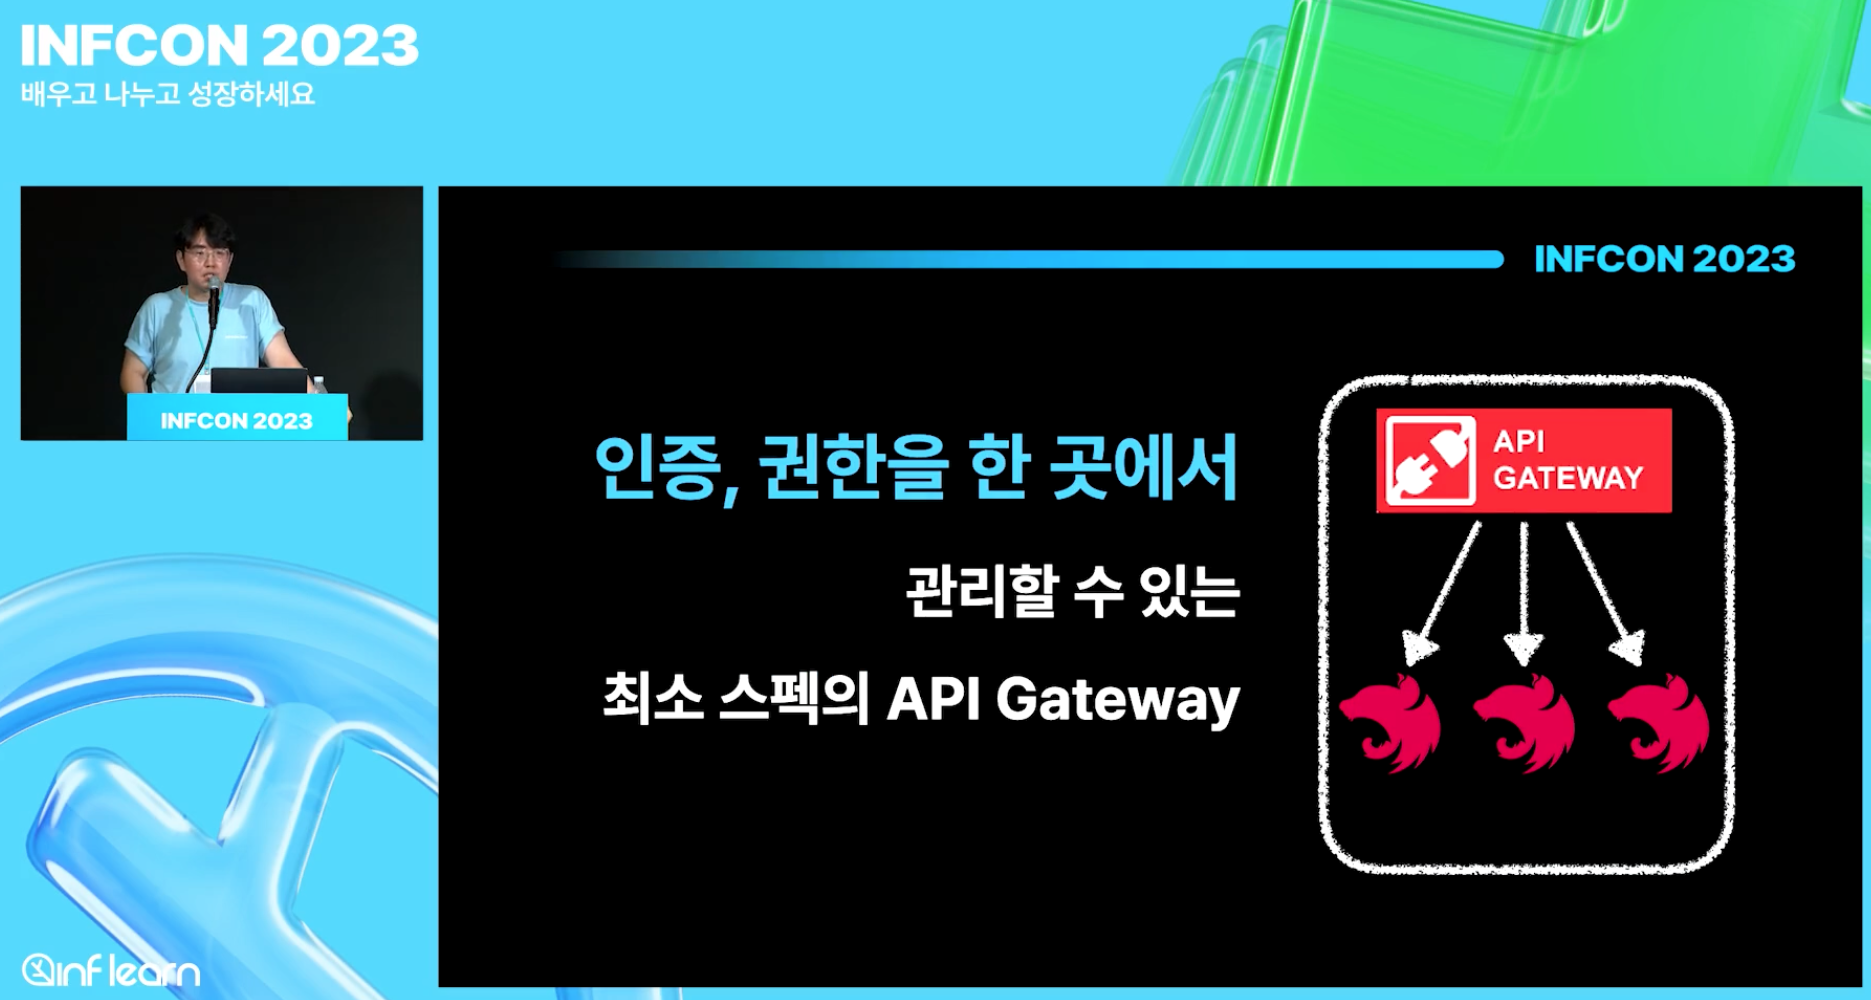 INFCON 2023
배우고 나누고 성장하세요
INFCON 2023
INFCON 2023
인증, 권한을 한 곳에서
관리할 수 있는
최소 스펙의 API Gateway
API
GATEWAY
inflearn